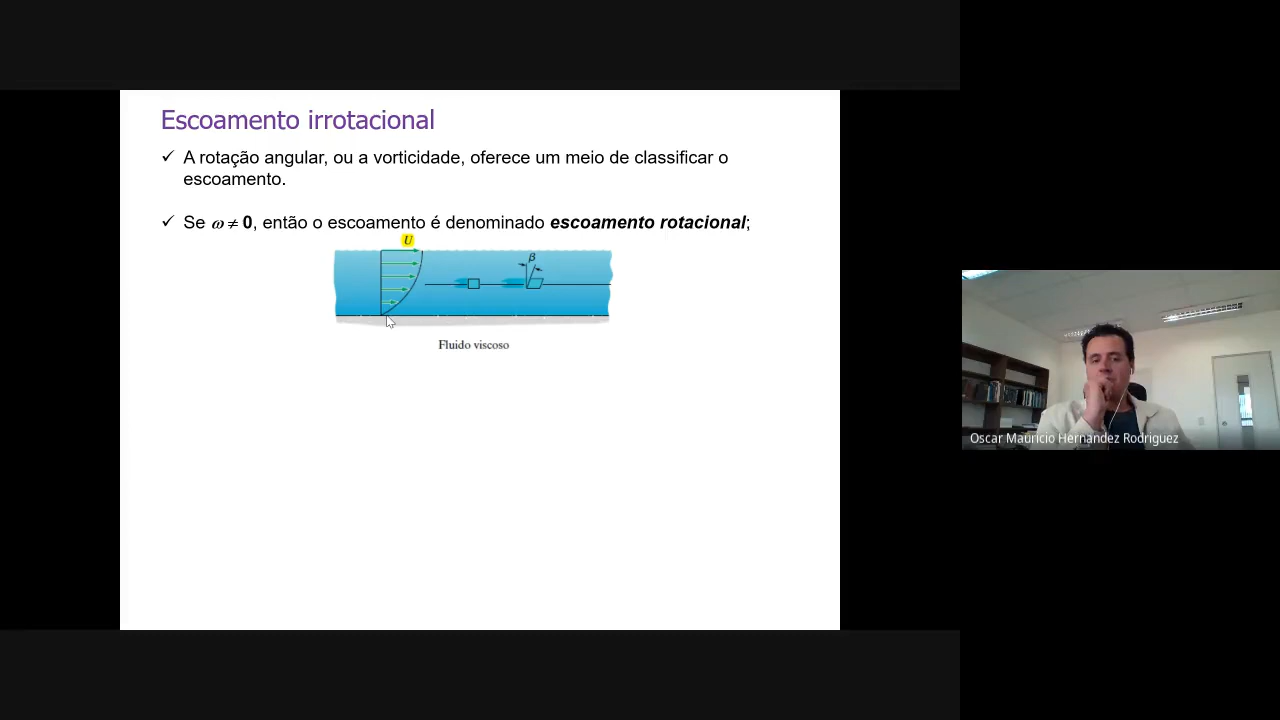 Escoamento irrotacional
✓ A rotação angular, ou a vorticidade, oferece um meio de classificar o
escoamento.
✓ Se ω ≠ 0, então o escoamento é denominado escoamento rotacional;
U
β
Fluido viscoso
Oscar Mauricio Hernandez Rodriguez